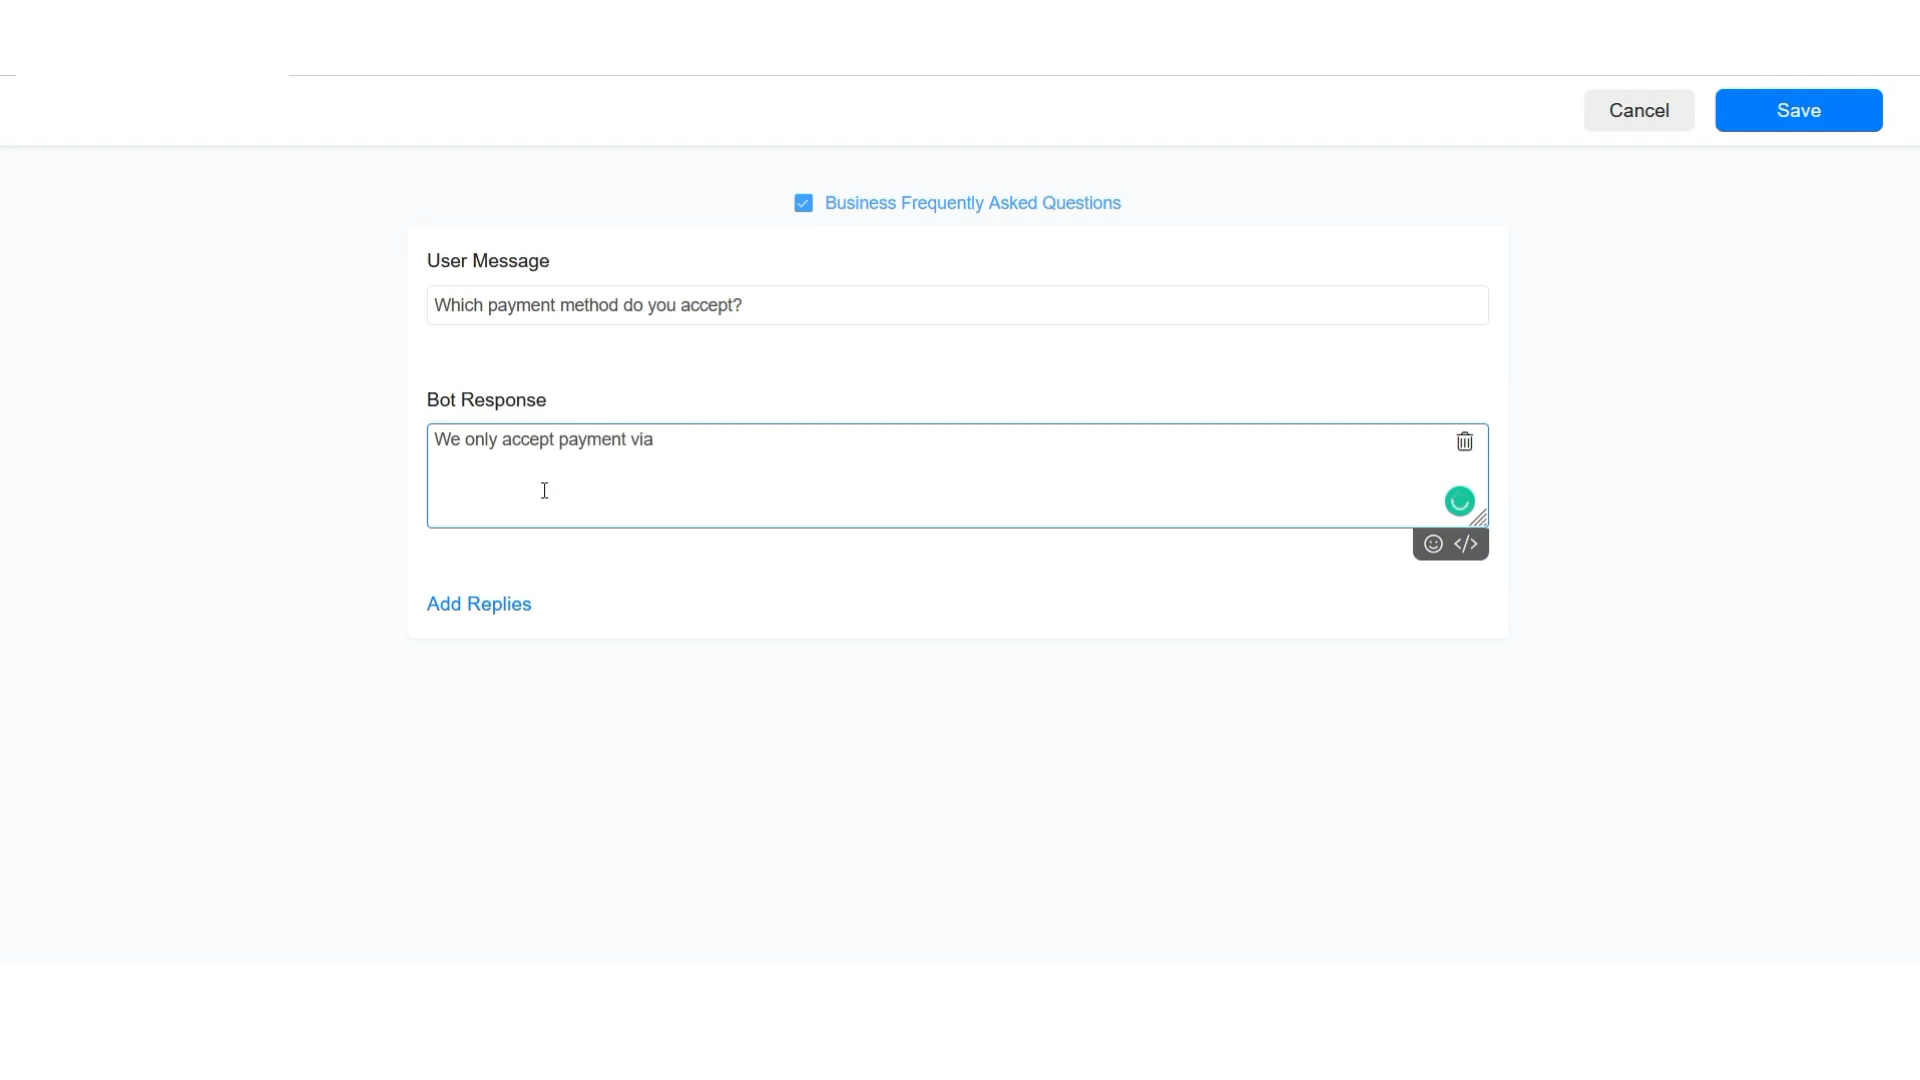 Cancel
Save
Business Frequently Asked Questions
User Message
Which payment method do you accept?
Bot Response
We only accept payment via
Add Replies